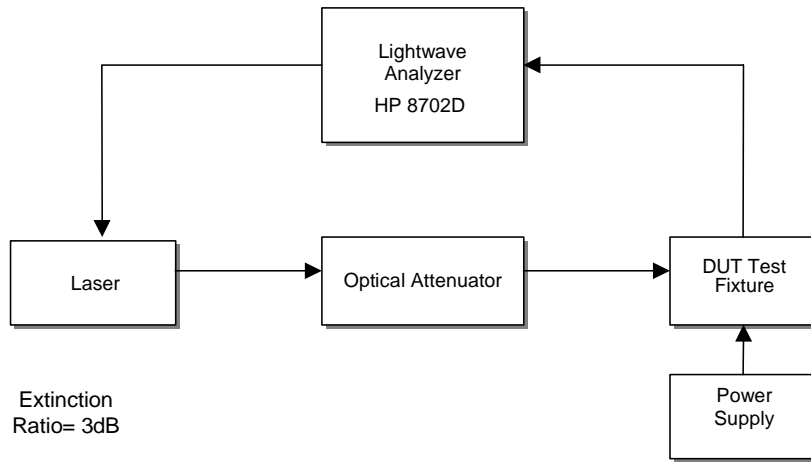 Lightwave
Analyzer
HP 8702D
Laser
Optical Attenuator
DUT Test
Fixture
Extinction
Ratio= 3dB
Power
Supply